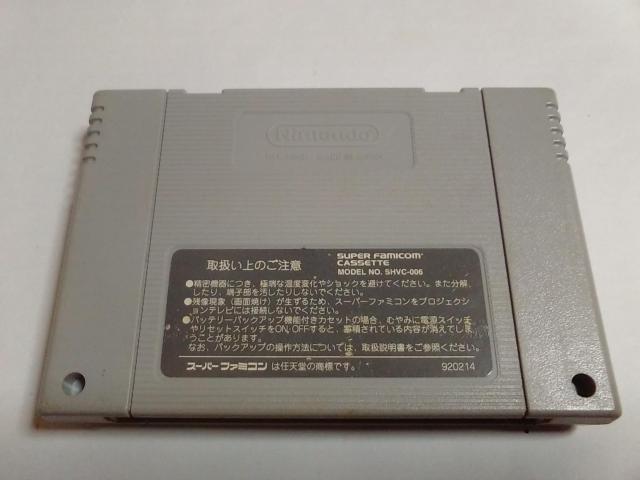 Nintendo
取扱い上のご注意
SUPER FAMICOM
CASSETTE
MODEL NO. SHVC-006
●精密機器につき、極端な温度変化やショックを避けてください。また分解
したり、端子部を汚したりしないでください。
●残像現象（画面焼け）が生ずるため、スーパーファミコンをプロジェクシ
ョンテレビには接続しないでください。
●バッテリーバックアップ機能付きカセットの場合、むやみに電源スイッチ
やリセットスイッチをON,OFFすると、蓄積されている内容が消えてしま
うことがあります。
なお、バックアップの操作方法については、取扱説明書をご参照ください。
スーパーファミコン は任天堂の商標です。
920214